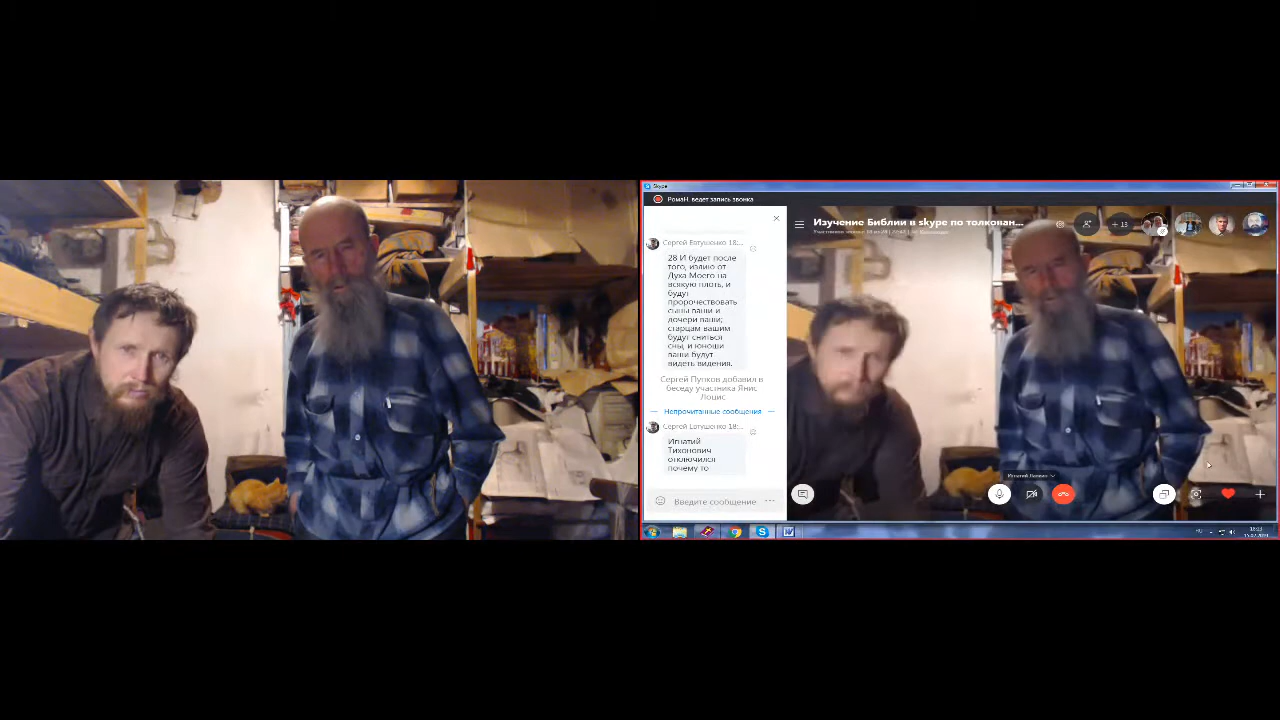 Skype
РомаН. ведет запись звонка
Изучение Библии в skype по толкован...
+ 13
Сергей Евтушенко 18:...
28 И будет после
того, излию от
Духа Моего на
всякую плоть, и
будут
пророчествовать
сыны ваши и
дочери ваши;
старцам вашим
будут сниться
сны, и юноши
ваши будут
видеть видения.
Сергей Пупков добавил в
беседу участника Янис
Лоцис
Непрочитанные сообщения
Сергей Евтушенко 18:...
Игнатий
Тихонович
отключился
почему то
Введите сообщение